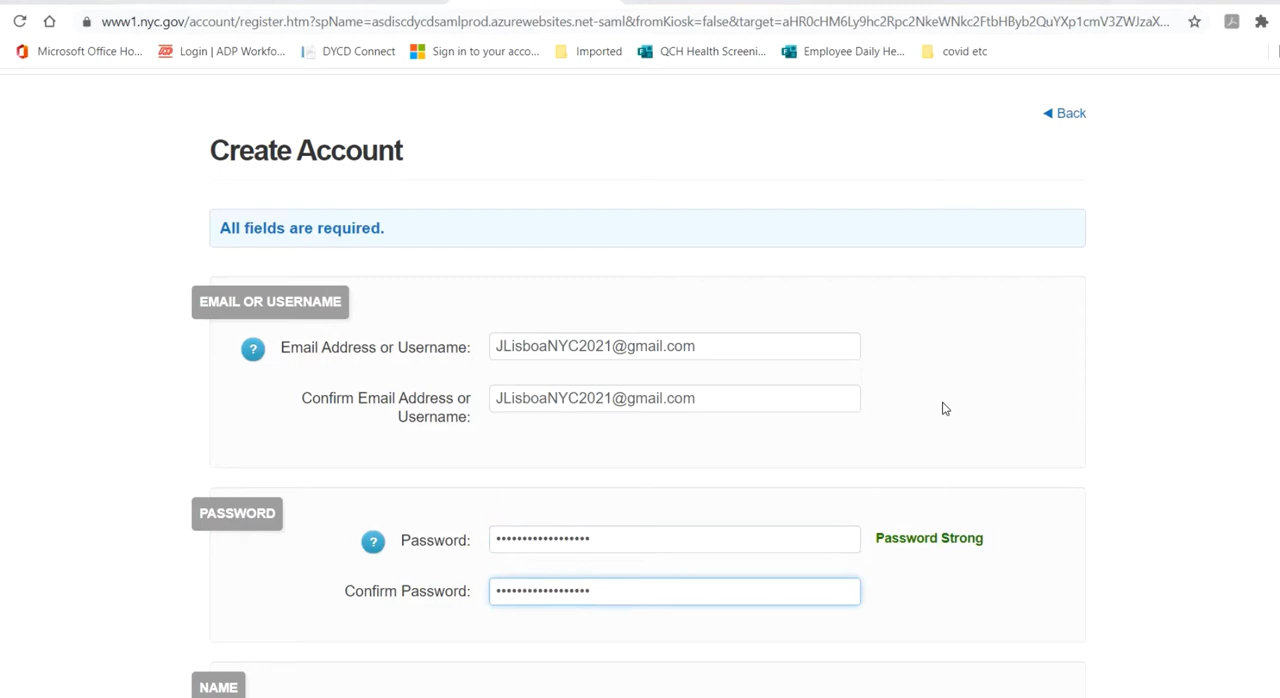 www1.nyc.gov/account/register.htm?spName=asdiscdycdsamlprod.azurewebsites.net-saml&fromKiosk=false&target=aHR0cHM6Ly9hc2Rpc2NkeWNkc2FtbHByb2QuYXp1cmV3ZWJzaX...
Microsoft Office Ho... Login | ADP Workfo... DYCD Connect Sign in to your acco... Imported QCH Health Screeni... Employee Daily He... covid etc
◀ Back
Create Account
All fields are required.
EMAIL OR USERNAME
? Email Address or Username: JLisboaNYC2021@gmail.com
Confirm Email Address or JLisboaNYC2021@gmail.com
Username:
PASSWORD
? Password: •••••••••••••••••• Password Strong
Confirm Password: ••••••••••••••••••
NAME